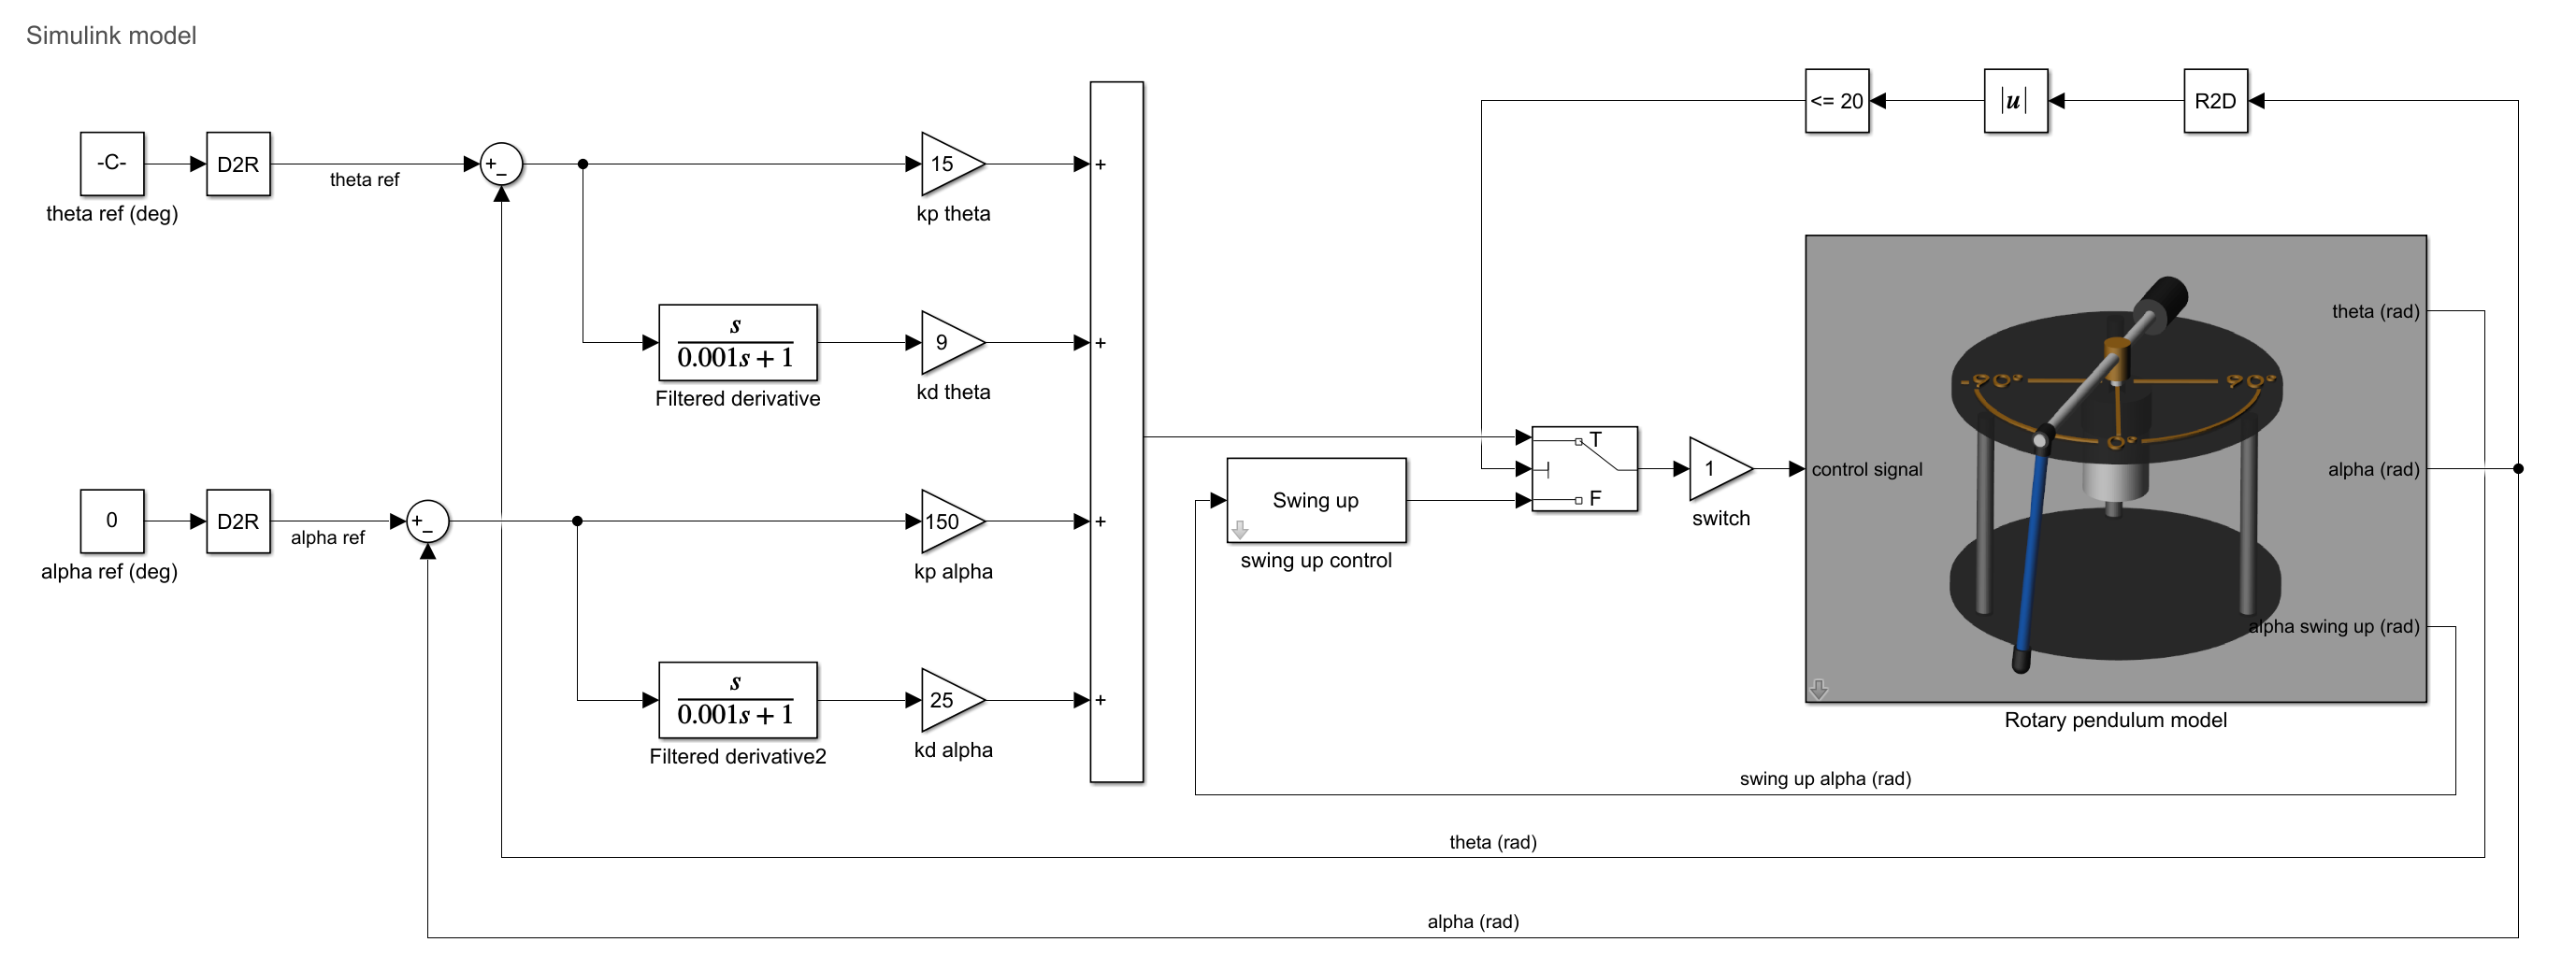 Simulink model
-C-
D2R
theta ref
theta ref (deg)
+
−
15
kp theta
+
s
0.001s + 1
Filtered derivative
9
kd theta
+
0
D2R
alpha ref
alpha ref (deg)
+
−
150
kp alpha
+
s
0.001s + 1
Filtered derivative2
25
kd alpha
+
<= 20
|u|
R2D
Swing up
swing up control
T
F
1
switch
control signal
theta (rad)
alpha (rad)
alpha swing up (rad)
-90°
90°
0°
Rotary pendulum model
swing up alpha (rad)
theta (rad)
alpha (rad)